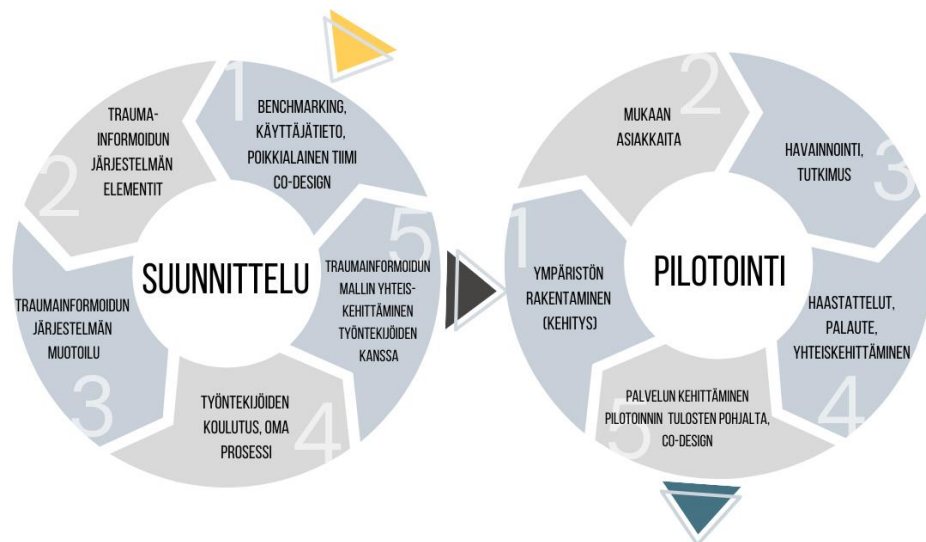 SUUNNITTELU
1
BENCHMARKING,
KÄYTTÄJÄTIETO,
POIKKIALAINEN TIIMI
CO-DESIGN
2
TRAUMA-
INFORMOIDUN
JÄRJESTELMÄN
ELEMENTIT
3
TRAUMAINFORMOIDUN
JÄRJESTELMÄN
MUOTOILU
4
TYÖNTEKIJÖIDEN
KOULUTUS, OMA
PROSESSI
5
TRAUMAINFORMOIDUN
MALLIN YHTEIS-
KEHITTÄMINEN
TYÖNTEKIJÖIDEN
KANSSA
PILOTOINTI
1
YMPÄRISTÖN
RAKENTAMINEN
(KEHITYS)
2
MUKAAN
ASIAKKAITA
3
HAVAINNOINTI,
TUTKIMUS
4
HAASTATTELUT,
PALAUTE,
YHTEISKEHITTÄMINEN
5
PALVELUN KEHITTÄMINEN
PILOTOINNIN TULOSTEN POHJALTA,
CO-DESIGN